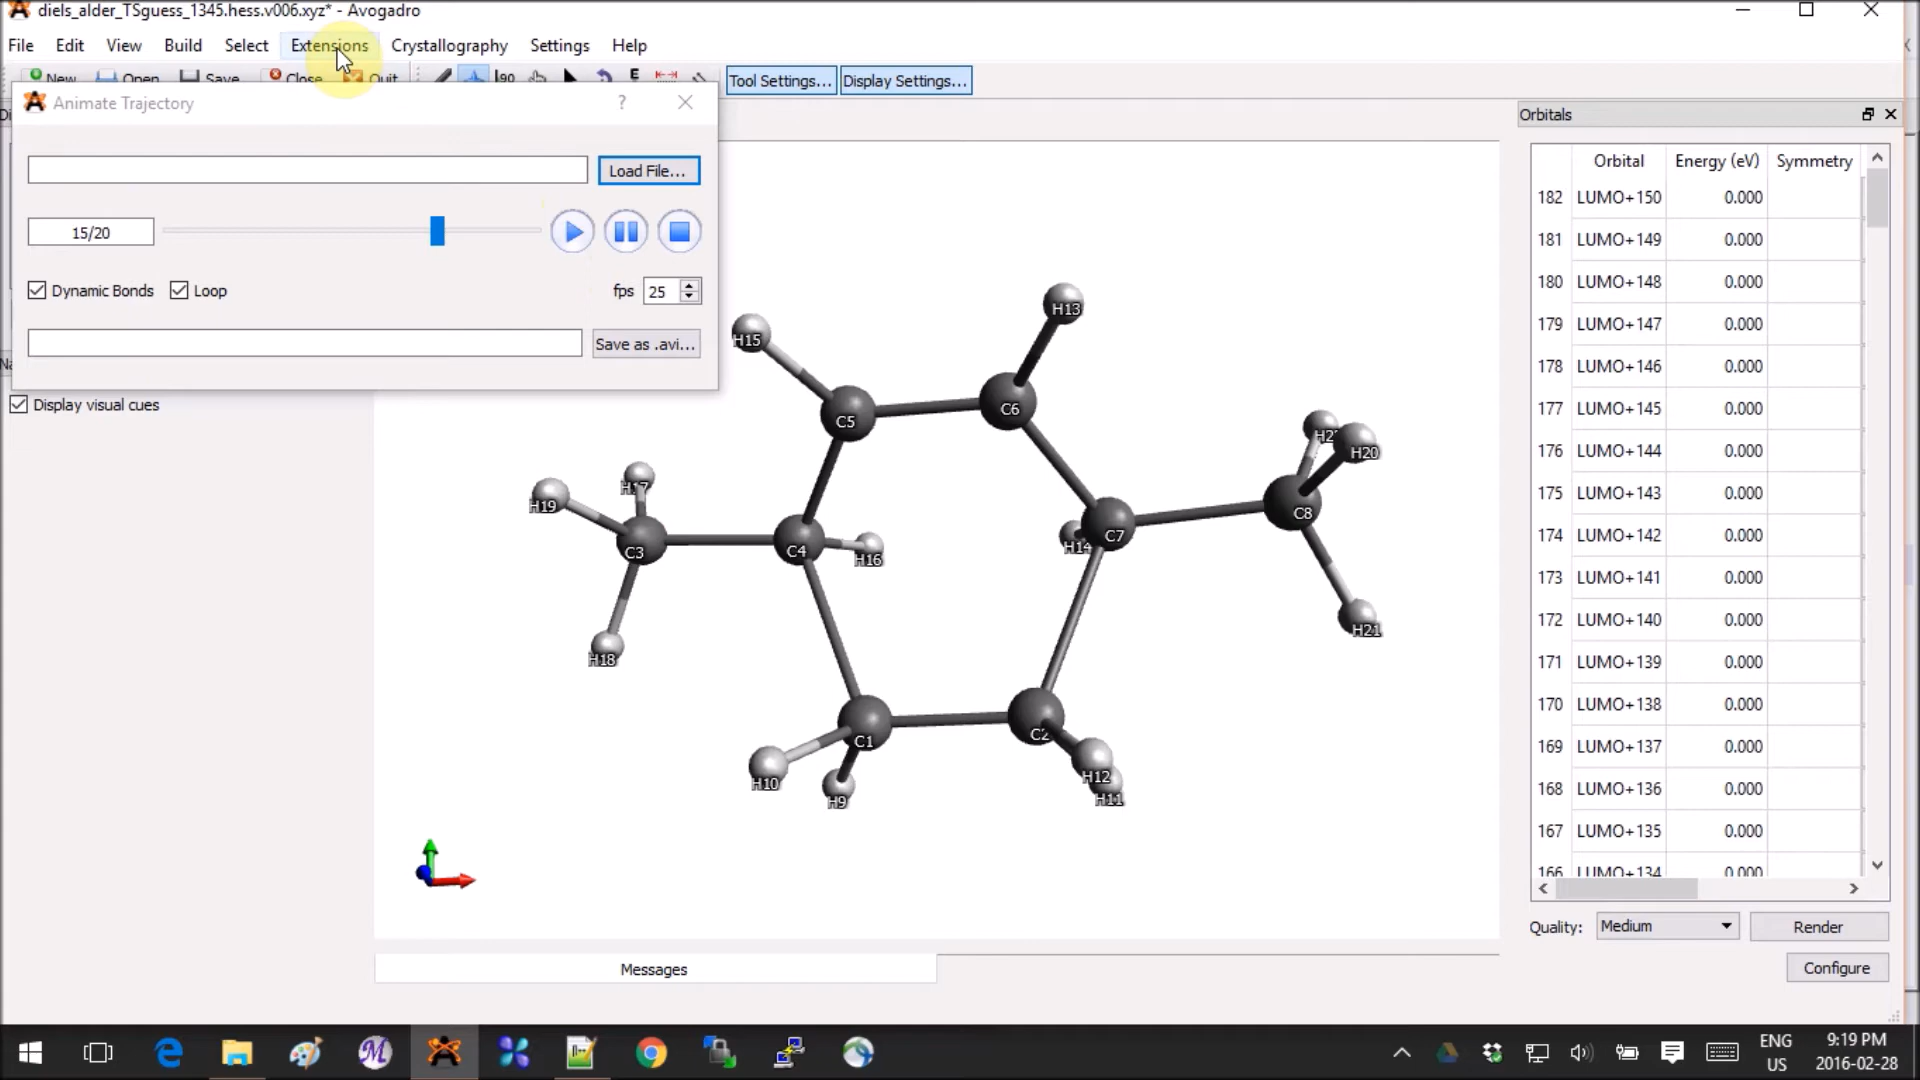 diels_alder_TSguess_1345.hess.v006.xyz* - Avogadro
File Edit View Build Select Extensions Crystallography Settings Help
New Open Save Close Quit
Tool Settings... Display Settings...
Animate Trajectory ?
Load File...
15/20
Dynamic Bonds Loop fps 25
Save as .avi...
Display visual cues
H13
H15
C6
C5
H20
H17
H19
C8
C7
C3 C4 H14
H16
H21
H18
C1 C2
H10 H12
H9 H11
Messages
Orbitals
Orbital Energy (eV) Symmetry
182 LUMO+150 0.000
181 LUMO+149 0.000
180 LUMO+148 0.000
179 LUMO+147 0.000
178 LUMO+146 0.000
177 LUMO+145 0.000
176 LUMO+144 0.000
175 LUMO+143 0.000
174 LUMO+142 0.000
173 LUMO+141 0.000
172 LUMO+140 0.000
171 LUMO+139 0.000
170 LUMO+138 0.000
169 LUMO+137 0.000
168 LUMO+136 0.000
167 LUMO+135 0.000
166 LUMO+134 0.000
Quality: Medium Render
Configure
ENG
US
9:19 PM
2016-02-28